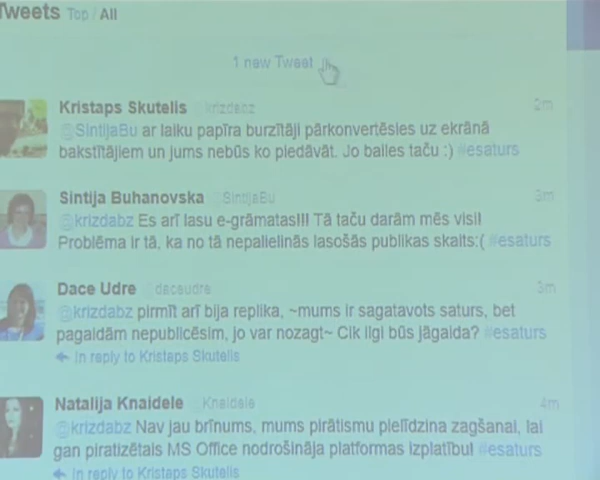 Tweets Top / All
1 new Tweet
Kristaps Skutelis @krizdabz 2m
@SintijaBu ar laiku papīra burzītāji pārkonvertēsies uz ekrānā
bakstītājiem un jums nebūs ko piedāvāt. Jo bailes taču :) #esaturs
Sintija Buhanovska @SintijaBu 3m
@krizdabz Es arī lasu e-grāmatas!!! Tā taču darām mēs visi!
Problēma ir tā, ka no tā nepalielinās lasošās publikas skaits:( #esaturs
Dace Udre @daceudre 3m
@krizdabz pirmīt arī bija replika, ~mums ir sagatavots saturs, bet
pagaidām nepublicēsim, jo var nozagt~ Cik ilgi būs jāgaida? #esaturs
In reply to Kristaps Skutelis
Natalija Knaidele @Knaidele 4m
@krizdabz Nav jau brīnums, mums pirātismu pielīdzina zagšanai, lai
gan piratizētais MS Office nodrošināja platformas izplatību! #esaturs
In reply to Kristaps Skutelis